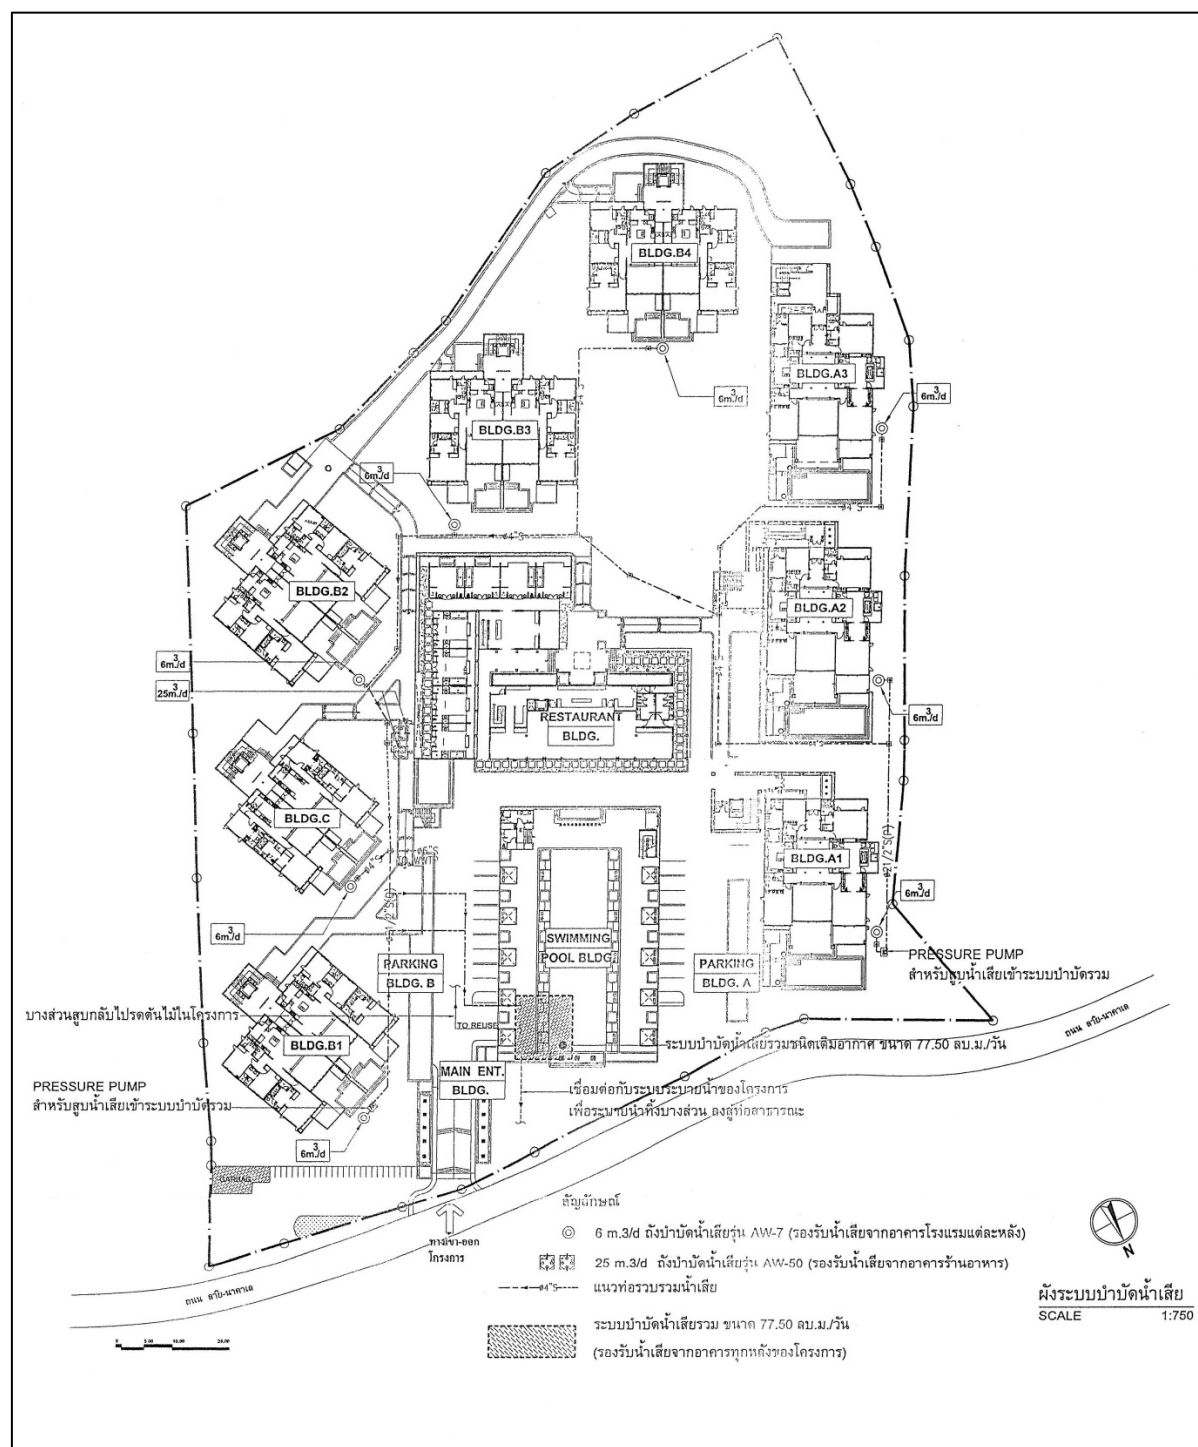 BLDG.B4
BLDG.A3
3
6m./d
3
6m./d
BLDG.B3
3
6m./d
ø4"S
ø4"S
BLDG.B2
BLDG.A2
3
6m./d
3
25m./d
RESTAURANT
BLDG.
3
6m./d
ø4"S
BLDG.C
ø6"S
TO WWTP
ø4"S
BLDG.A1
ø21/2"S(P)
3
6m./d
3
6m./d
SWIMMING
POOL BLDG.
PARKING
BLDG. B
PARKING
BLDG. A
PRESSURE PUMP
สำหรับสูบน้ำเสียเข้าระบบบำบัดรวม
บางส่วนสูบกลับไปรดต้นไม้ในโครงการ
TO REUSE
BLDG.B1
ระบบบำบัดน้ำเสียรวมชนิดเติมอากาศ ขนาด 77.50 ลบ.ม./วัน
MAIN ENT.
BLDG.
PRESSURE PUMP
สำหรับสูบน้ำเสียเข้าระบบบำบัดรวม
เชื่อมต่อกับระบบระบายน้ำของโครงการ
เพื่อระบายน้ำทิ้งบางส่วน ลงสู่ท่อสาธารณะ
3
6m./d
ทางเข้า-ออก
โครงการ
สัญลักษณ์
6 m.3/d ถังบำบัดน้ำเสียรุ่น AW-7 (รองรับน้ำเสียจากอาคารโรงแรมแต่ละหลัง)
25 m.3/d ถังบำบัดน้ำเสียรุ่น AW-50 (รองรับน้ำเสียจากอาคารร้านอาหาร)
ø4"S แนวท่อรวบรวมน้ำเสีย
ระบบบำบัดน้ำเสียรวม ขนาด 77.50 ลบ.ม./วัน
(รองรับน้ำเสียจากอาคารทุกหลังของโครงการ)
N
ผังระบบบำบัดน้ำเสีย
SCALE 1:750
0 5.00 10.00 20.00